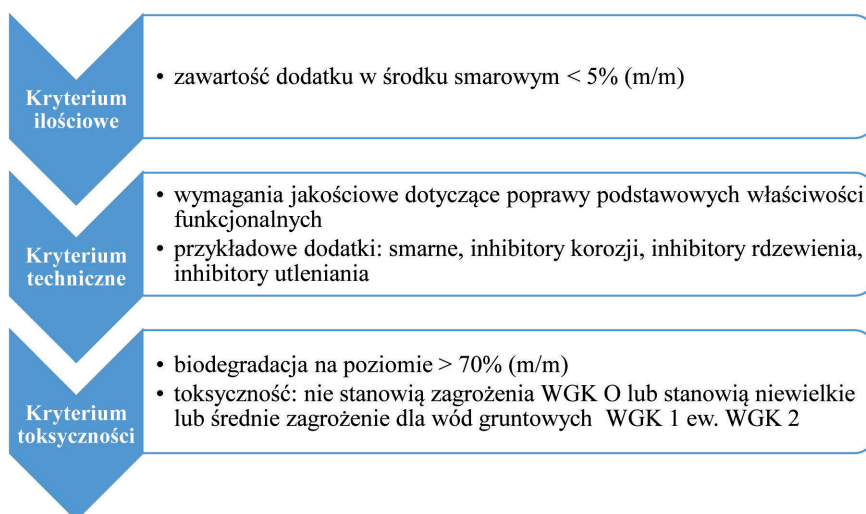 Kryterium
ilościowe
• zawartość dodatku w środku smarowym < 5% (m/m)
Kryterium
techniczne
• wymagania jakościowe dotyczące poprawy podstawowych właściwości
funkcjonalnych
• przykładowe dodatki: smarne, inhibitory korozji, inhibitory rdzewienia,
inhibitory utleniania
Kryterium
toksyczności
• biodegradacja na poziomie > 70% (m/m)
• toksyczność: nie stanowią zagrożenia WGK O lub stanowią niewielkie
lub średnie zagrożenie dla wód gruntowych WGK 1 ew. WGK 2